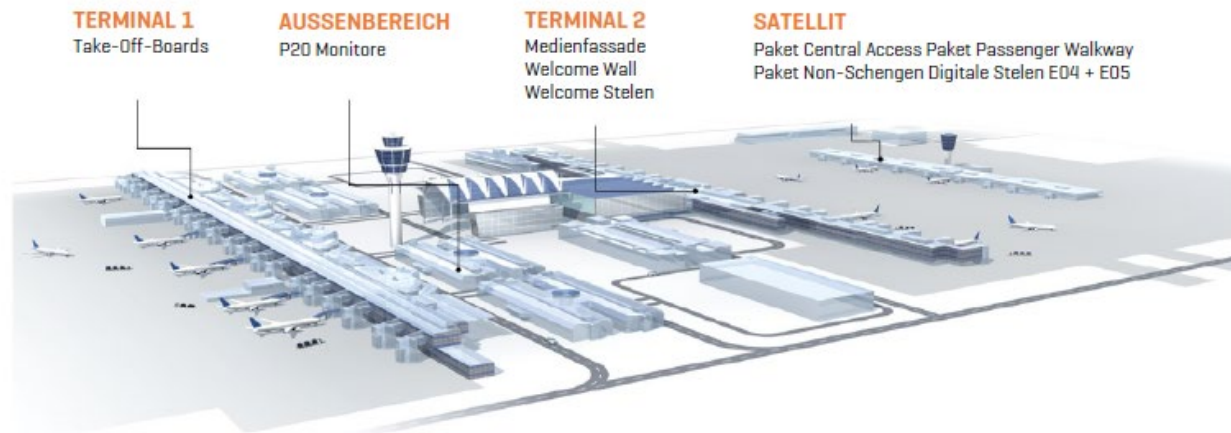 TERMINAL 1
Take-Off-Boards
AUSSENBEREICH
P20 Monitore
TERMINAL 2
Medienfassade
Welcome Wall
Welcome Stelen
SATELLIT
Paket Central Access Paket Passenger Walkway
Paket Non-Schengen Digitale Stelen E04 + E05